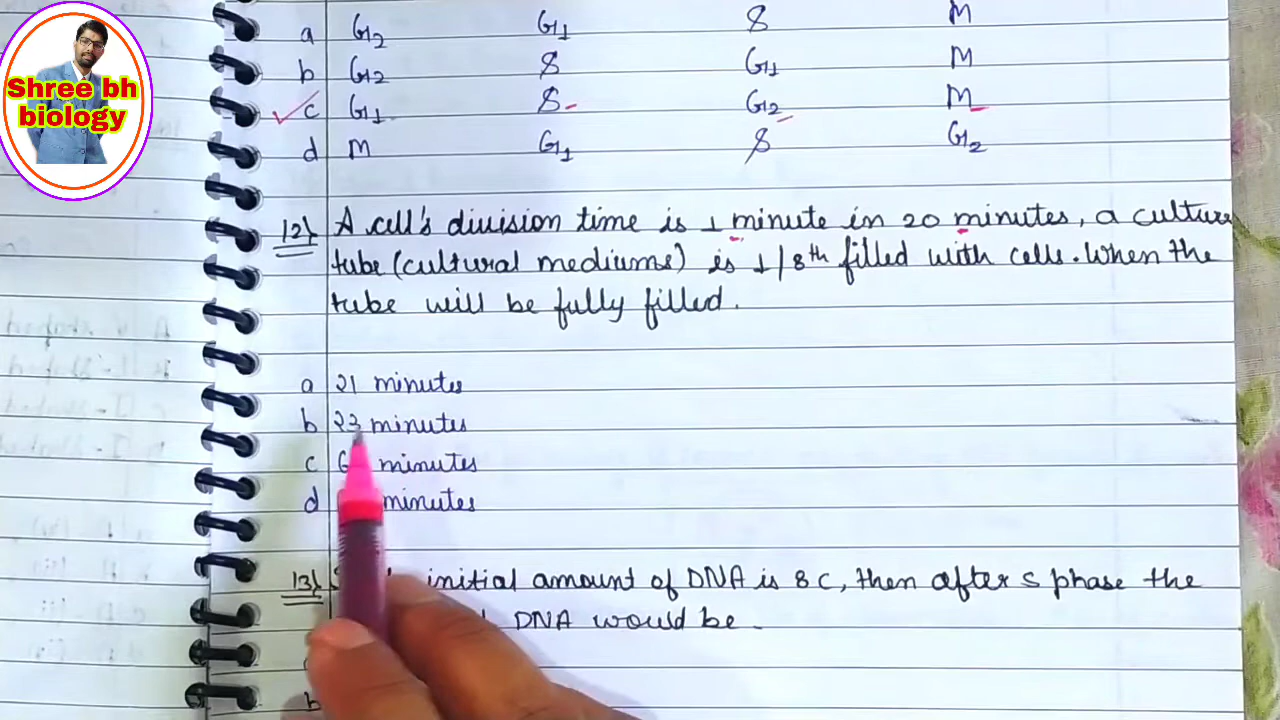 Shree bh
biology
a G2 G1 S M
b G2 S G1 M
c G1 S G2 M
d M G1 S G2
12} A cell's division time is 1 minute in 20 minutes, a culture
tube (cultural mediums) is 1/8th filled with cells. When the
tube will be fully filled.
a 21 minutes
b 23 minutes
c minutes
d minutes
13} initial amount of DNA is 8C, then after S phase the
DNA would be
b